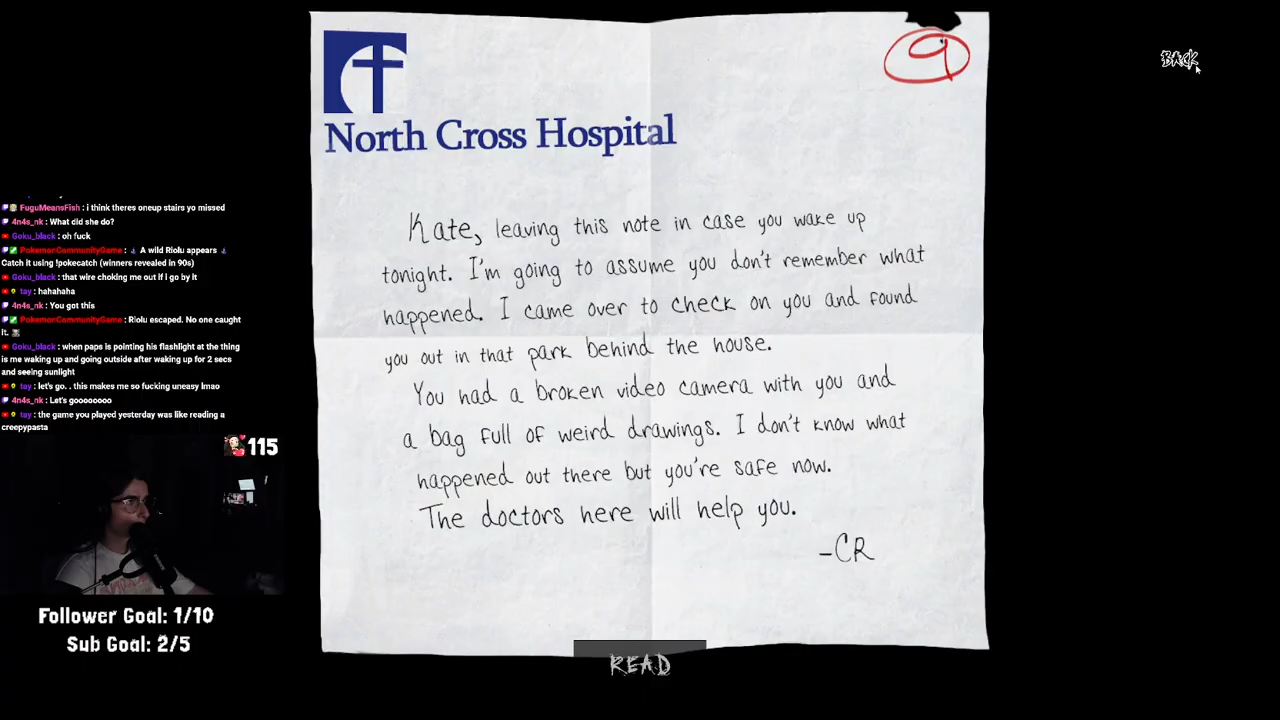 9
BACK
North Cross Hospital
Kate, leaving this note in case you wake up
tonight. I'm going to assume you don't remember what
happened. I came over to check on you and found
you out in that park behind the house.
You had a broken video camera with you and
a bag full of weird drawings. I don't know what
happened out there but you're safe now.
The doctors here will help you.
-CR
READ
FuguMeansFish : i think theres oneup stairs yo missed
4n4s_nk : What did she do?
Goku_black : oh fuck
PokemonCommunityGame : A wild Riolu appears
Catch it using !pokecatch (winners revealed in 90s)
Goku_black : that wire choking me out if i go by it
tay : hahahaha
4n4s_nk : You got this
PokemonCommunityGame : Riolu escaped. No one caught
it.
Goku_black : when paps is pointing his flashlight at the thing
is me waking up and going outside after waking up for 2 secs
and seeing sunlight
tay : let's go. . this makes me so fucking uneasy lmao
4n4s_nk : Let's goooooooo
tay : the game you played yesterday was like reading a
creepypasta
115
Follower Goal: 1/10
Sub Goal: 2/5